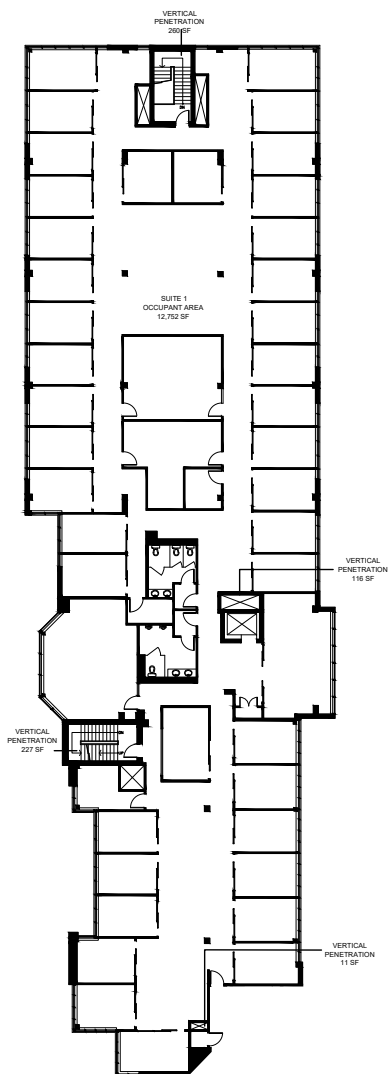 VERTICAL
PENETRATION
260 SF
SUITE 1
OCCUPANT AREA
12,752 SF
VERTICAL
PENETRATION
116 SF
VERTICAL
PENETRATION
227 SF
VERTICAL
PENETRATION
11 SF